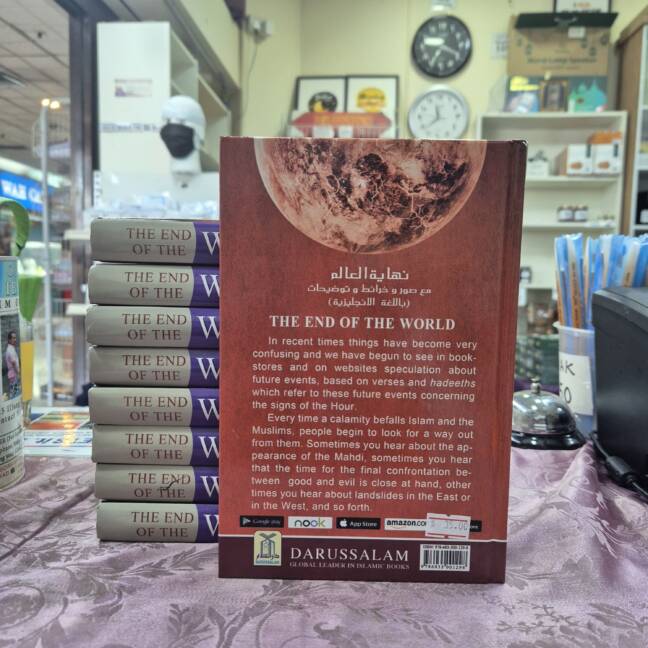 نهاية العالم
مع صور و خرائط و توضيحات
(باللغة الانجليزية)
THE END OF THE WORLD
In recent times things have become very
confusing and we have begun to see in book-
stores and on websites speculation about
future events, based on verses and hadeeths
which refer to these future events concerning
the signs of the Hour.
Every time a calamity befalls Islam and the
Muslims, people begin to look for a way out
from them. Sometimes you hear about the ap-
pearance of the Mahdi, sometimes you hear
that the time for the final confrontation be-
tween good and evil is close at hand, other
times you hear about landslides in the East or
in the West, and so forth.
Google play
nook
App Store
amazon.co
DARUSSALAM
GLOBAL LEADER IN ISLAMIC BOOKS
THE END
OF THE
W
THE END
OF THE
W
THE END
OF THE
W
THE END
OF THE
W
THE END
OF THE
W
THE END
OF THE
W
THE END
OF THE
W
THE END
OF THE
W
WAH